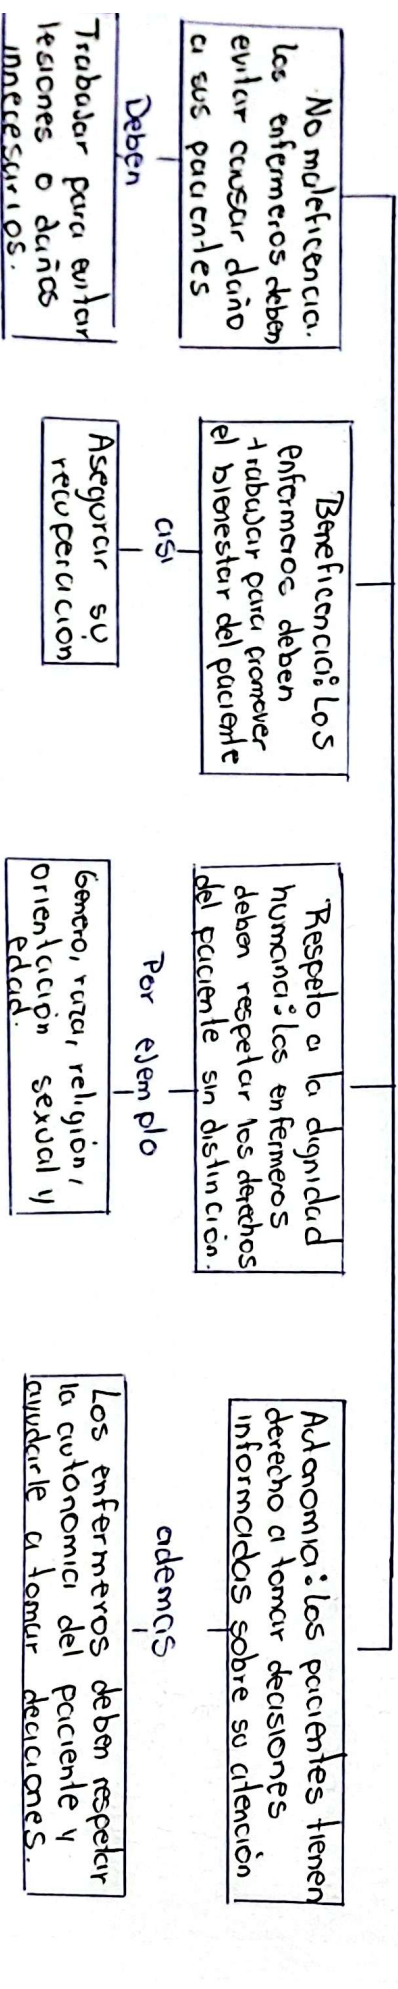 No maleficencia.
los enfermeros deben
evitar causar daño
a sus pacientes
Deben
Trabajar para evitar
lesiones o daños
innecesarios.
Beneficencia: Los
enfermeros deben
trabajar para promover
el bienestar del paciente
asi
Asegurar su
recuperación
Respeto a la dignidad
humana: los enfermeros
deben respetar los derechos
del paciente sin distinción.
Por ejemplo
Genero, raza, religión,
orientación sexual y
edad.
Autonomia: los pacientes tienen
derecho a tomar decisiones
informadas sobre su atención
además
Los enfermeros deben respetar
la autonomia del paciente y
ayudarle a tomar deciciones.